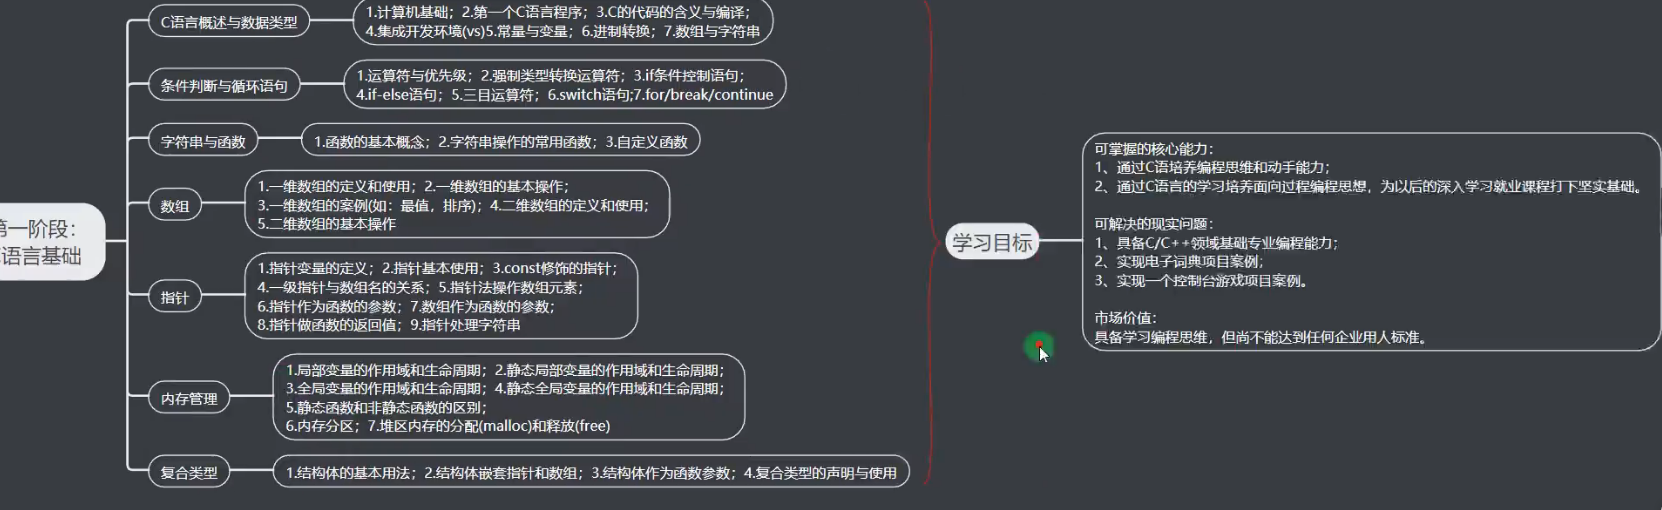 第一阶段：
语言基础
C语言概述与数据类型
1.计算机基础；2.第一个C语言程序；3.C的代码的含义与编译；
4.集成开发环境(vs)5.常量与变量；6.进制转换；7.数组与字符串
条件判断与循环语句
1.运算符与优先级；2.强制类型转换运算符；3.if条件控制语句；
4.if-else语句；5.三目运算符；6.switch语句;7.for/break/continue
字符串与函数
1.函数的基本概念；2.字符串操作的常用函数；3.自定义函数
数组
1.一维数组的定义和使用；2.一维数组的基本操作；
3.一维数组的案例(如：最值，排序)；4.二维数组的定义和使用；
5.二维数组的基本操作
指针
1.指针变量的定义；2.指针基本使用；3.const修饰的指针；
4.一级指针与数组名的关系；5.指针法操作数组元素；
6.指针作为函数的参数；7.数组作为函数的参数；
8.指针做函数的返回值；9.指针处理字符串
内存管理
1.局部变量的作用域和生命周期；2.静态局部变量的作用域和生命周期；
3.全局变量的作用域和生命周期；4.静态全局变量的作用域和生命周期；
5.静态函数和非静态函数的区别；
6.内存分区；7.堆区内存的分配(malloc)和释放(free)
复合类型
1.结构体的基本用法；2.结构体嵌套指针和数组；3.结构体作为函数参数；4.复合类型的声明与使用
学习目标
可掌握的核心能力：
1、通过C语培养编程思维和动手能力；
2、通过C语言的学习培养面向过程编程思想，为以后的深入学习就业课程打下坚实基础。
可解决的现实问题：
1、具备C/C++领域基础专业编程能力；
2、实现电子词典项目案例；
3、实现一个控制台游戏项目案例。
市场价值：
具备学习编程思维，但尚不能达到任何企业用人标准。